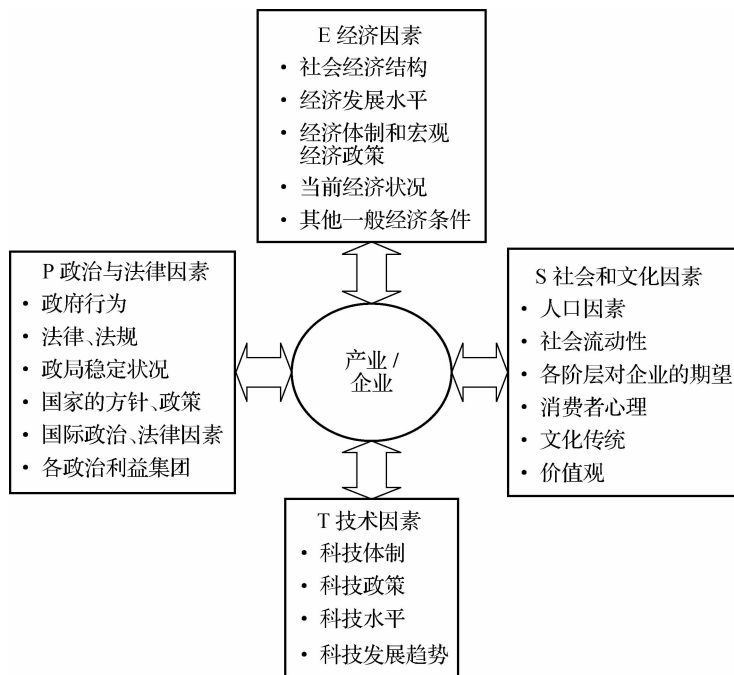 E 经济因素
• 社会经济结构
• 经济发展水平
• 经济体制和宏观
经济政策
• 当前经济状况
• 其他一般经济条件
P 政治与法律因素
• 政府行为
• 法律、法规
• 政局稳定状况
• 国家的方针、政策
• 国际政治、法律因素
• 各政治利益集团
产业/
企业
S 社会和文化因素
• 人口因素
• 社会流动性
• 各阶层对企业的期望
• 消费者心理
• 文化传统
• 价值观
T 技术因素
• 科技体制
• 科技政策
• 科技水平
• 科技发展趋势